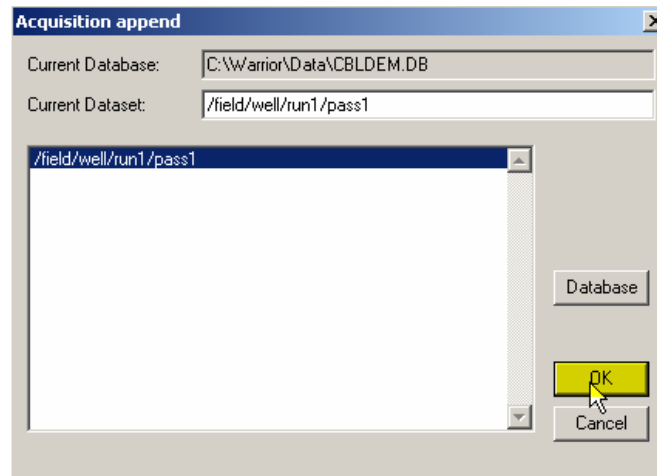 Acquisition append
Current Database: C:\Warrior\Data\CBLDEM.DB
Current Dataset: /field/well/run1/pass1
/field/well/run1/pass1
Database
OK
Cancel